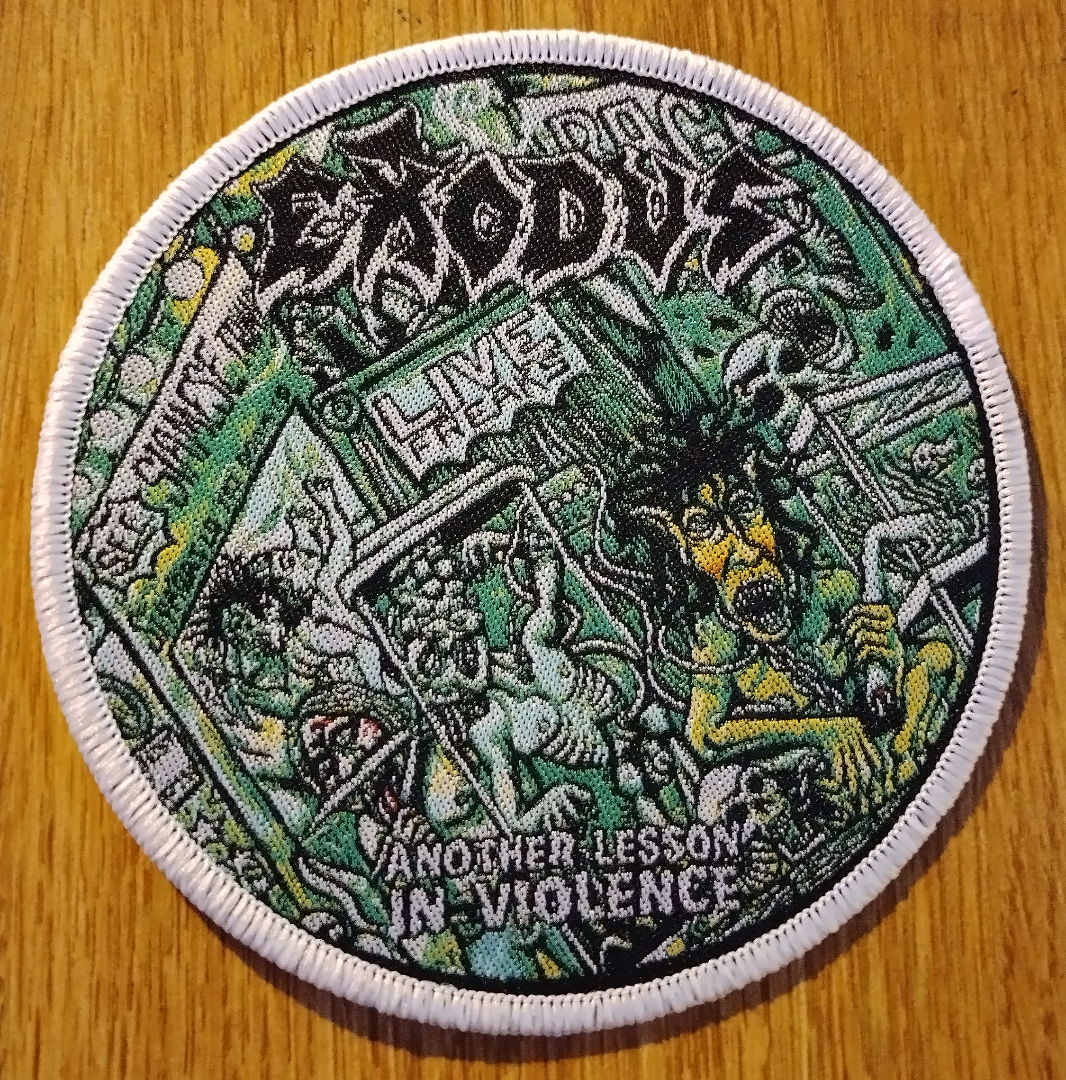 EXODUS
LIVE
ANOTHER LESSON
IN VIOLENCE